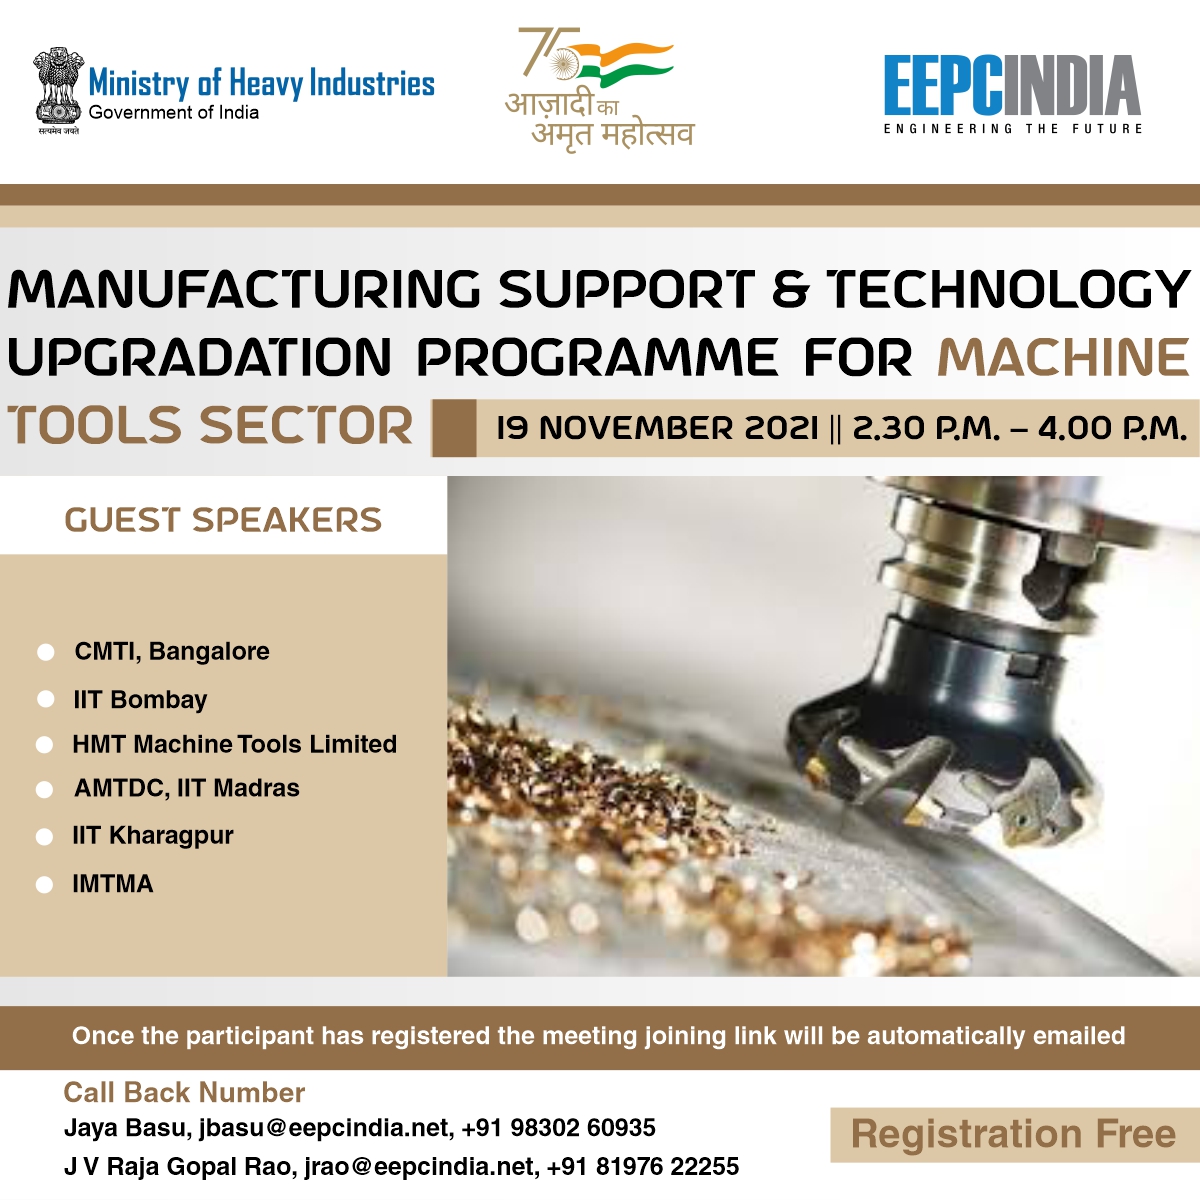 Ministry of Heavy Industries
Government of India
सत्यमेव जयते
75
आज़ादी का
अमृत महोत्सव
EEPCINDIA
ENGINEERING THE FUTURE
MANUFACTURING SUPPORT & TECHNOLOGY
UPGRADATION PROGRAMME FOR MACHINE
TOOLS SECTOR
19 NOVEMBER 2021 || 2.30 P.M. – 4.00 P.M.
GUEST SPEAKERS
CMTI, Bangalore
IIT Bombay
HMT Machine Tools Limited
AMTDC, IIT Madras
IIT Kharagpur
IMTMA
Once the participant has registered the meeting joining link will be automatically emailed
Call Back Number
Jaya Basu, jbasu@eepcindia.net, +91 98302 60935
J V Raja Gopal Rao, jrao@eepcindia.net, +91 81976 22255
Registration Free